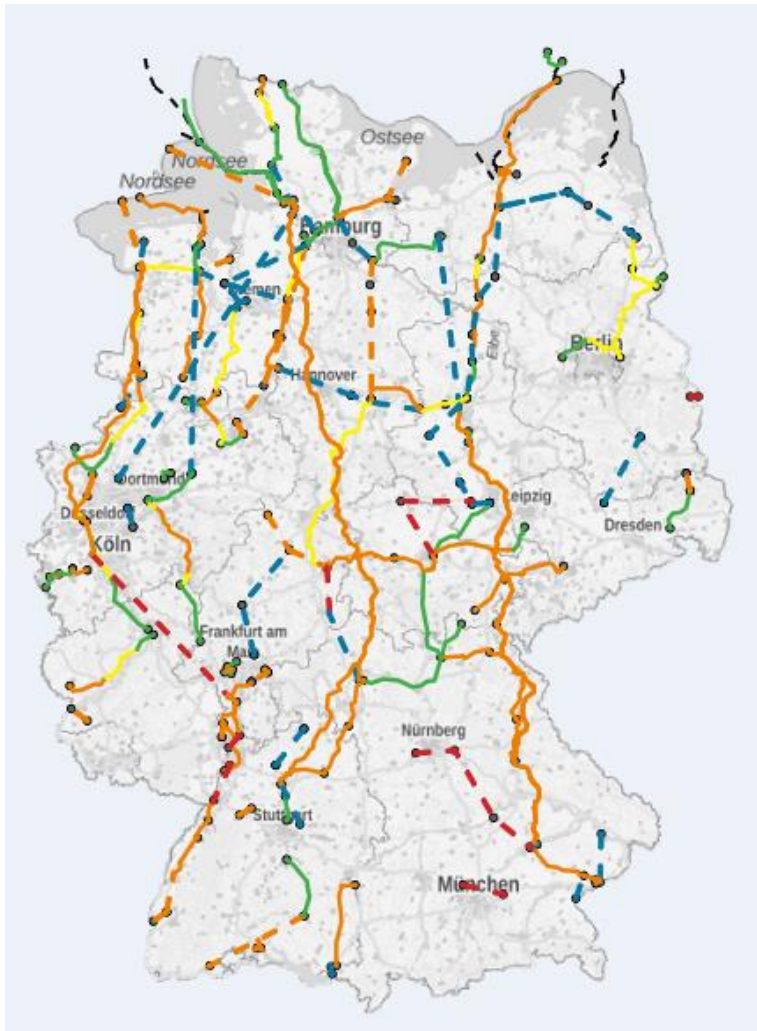 Ostsee
Nordsee
Nordsee
Hamburg
Bremen
Elbe
Berlin
Hannover
Dortmund
Leipzig
Düsseldorf
Dresden
Köln
Frankfurt am
Main
Nürnberg
Stuttgart
München